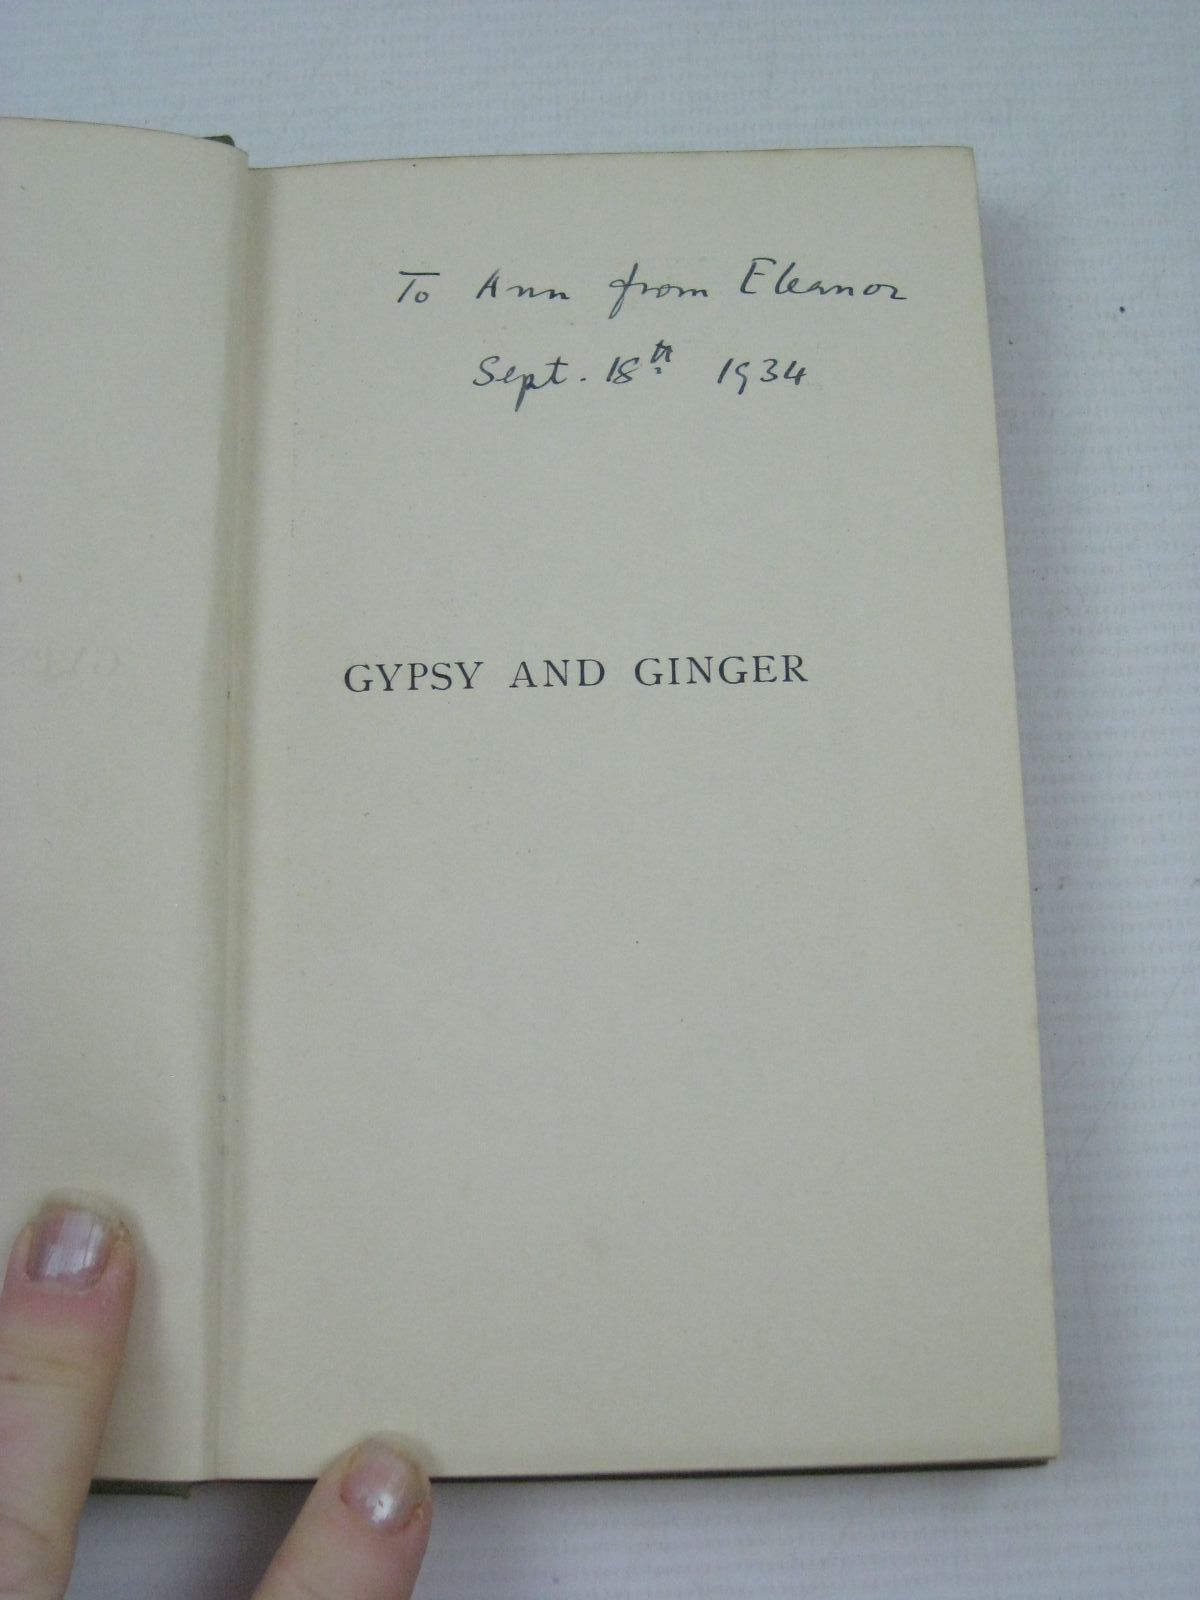 To Ann from Eleanor
Sept. 18th 1934
GYPSY AND GINGER